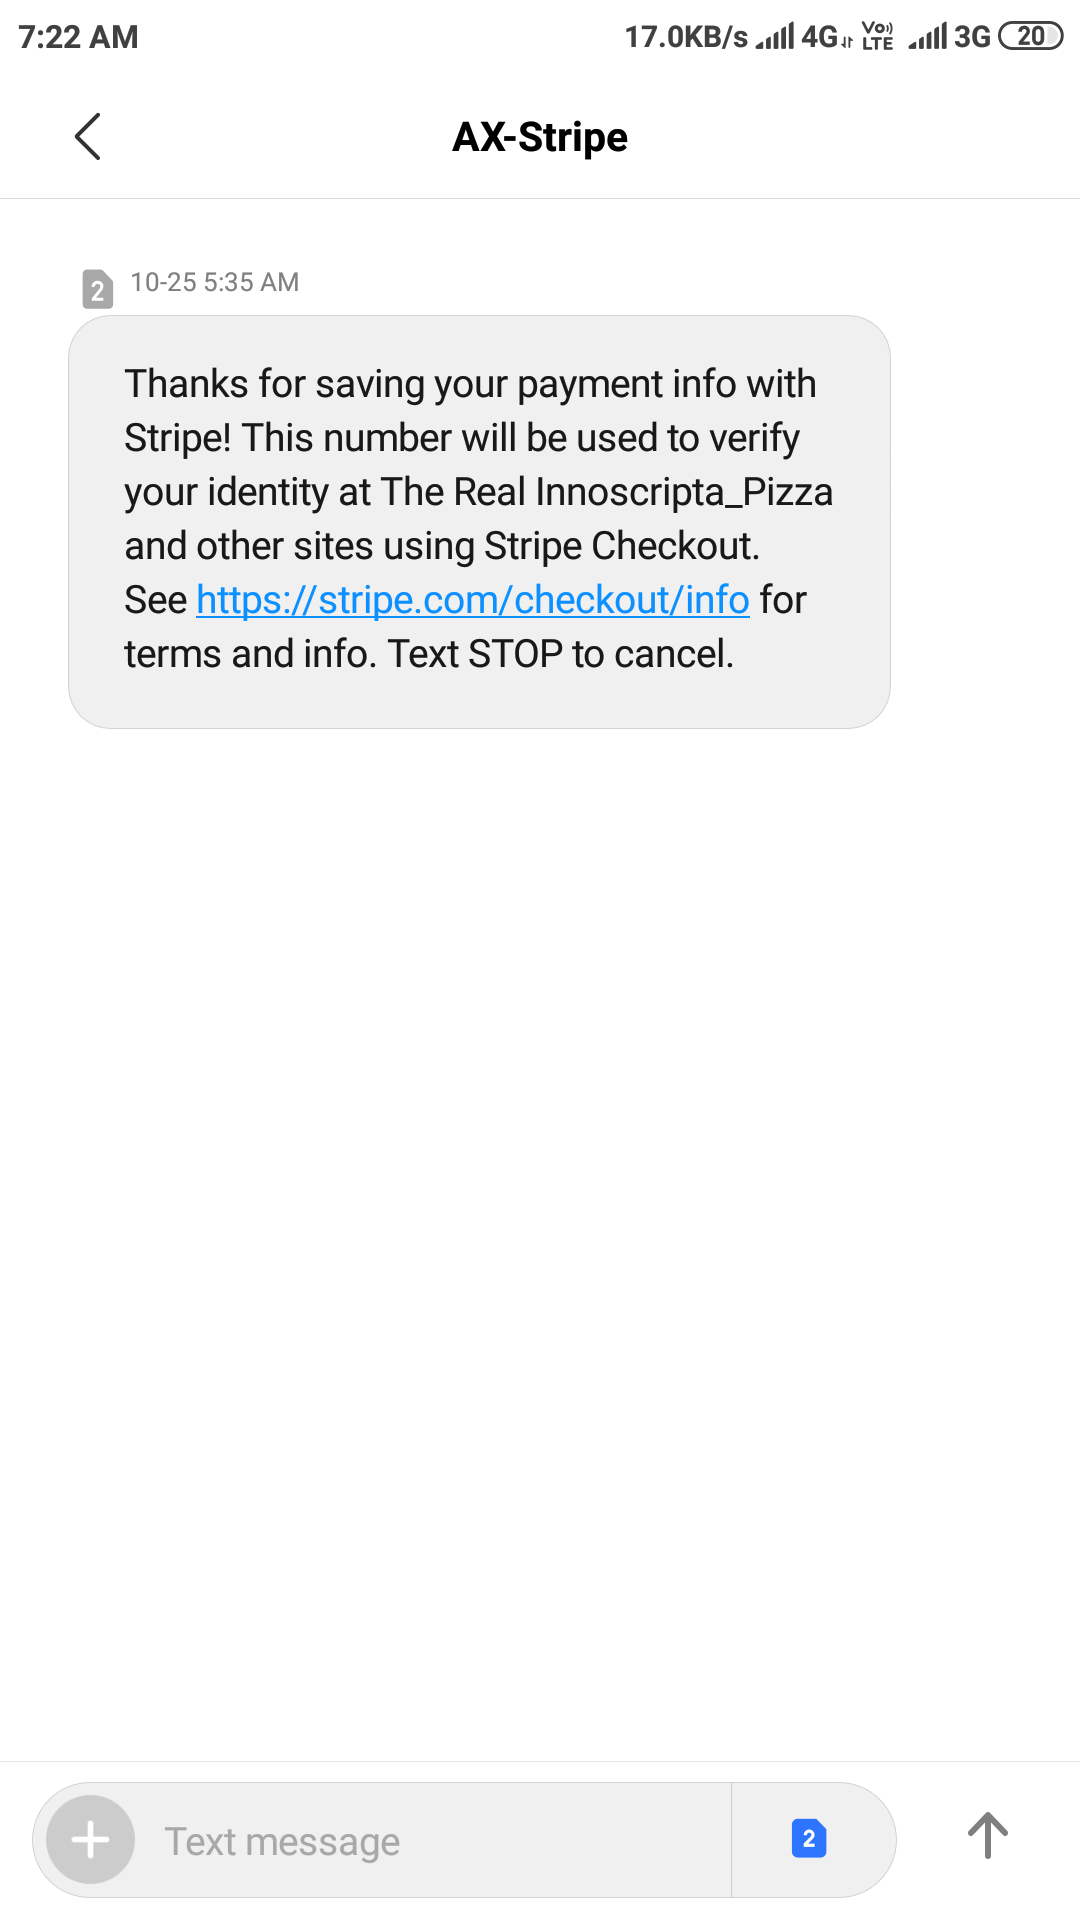 7:22 AM 17.0KB/s 4G VoLTE 3G 20
AX-Stripe
2 10-25 5:35 AM
Thanks for saving your payment info with
Stripe! This number will be used to verify
your identity at The Real Innoscripta_Pizza
and other sites using Stripe Checkout.
See https://stripe.com/checkout/info for
terms and info. Text STOP to cancel.
Text message 2